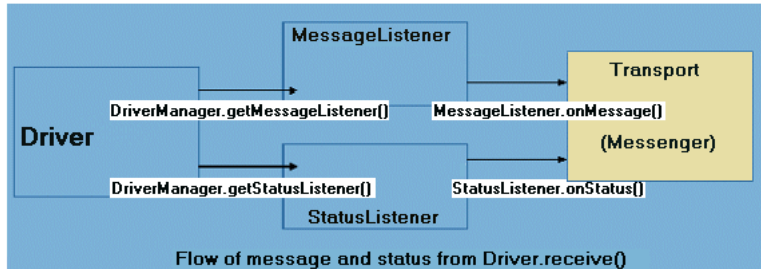 MessageListener
Transport
DriverManager.getMessageListener()
MessageListener.onMessage()
Driver
(Messenger)
DriverManager.getStatusListener()
StatusListener.onStatus()
StatusListener
Flow of message and status from Driver.receive()